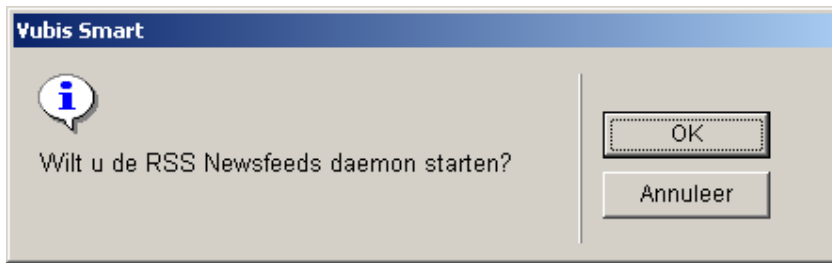 Vubis Smart
Wilt u de RSS Newsfeeds daemon starten?
OK
Annuleer